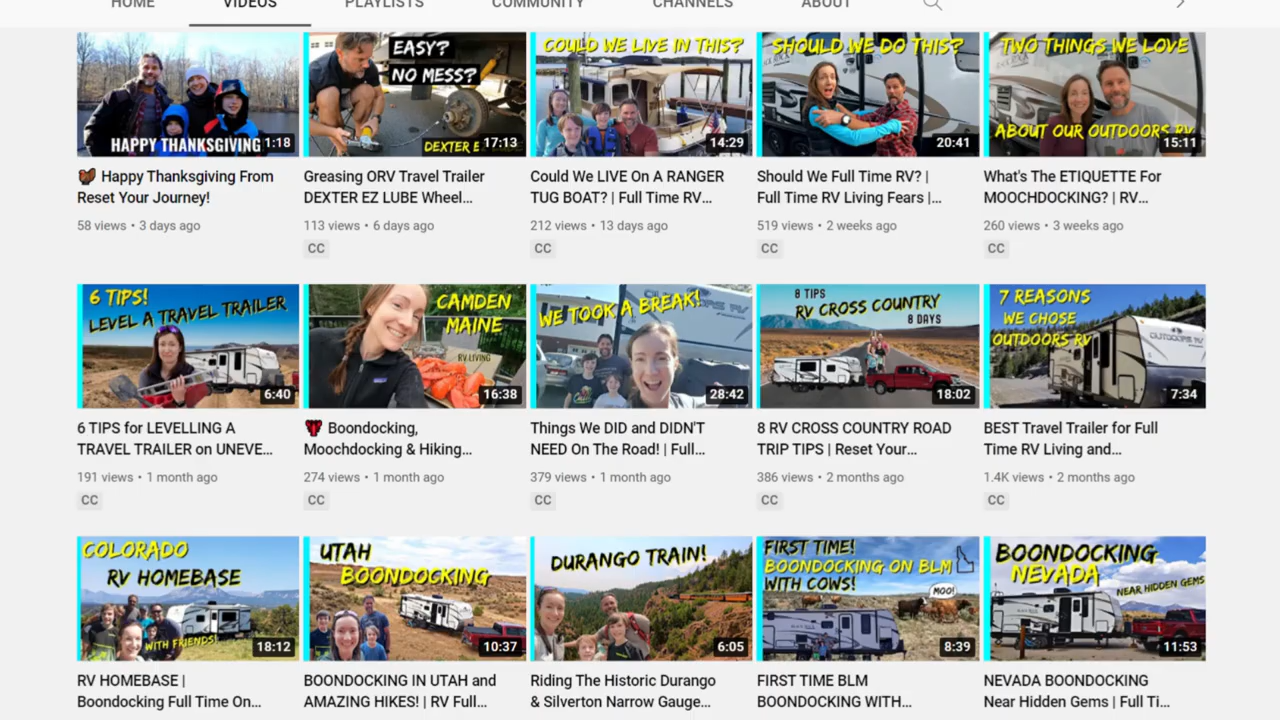 HOME VIDEOS PLAYLISTS COMMUNITY CHANNELS ABOUT
HAPPY THANKSGIVING
1:18
EASY?
NO MESS?
DEXTER E
17:13
COULD WE LIVE IN THIS?
14:29
SHOULD WE DO THIS?
20:41
TWO THINGS WE LOVE
ABOUT OUR OUTDOORS RV
15:11
🦃 Happy Thanksgiving From
Reset Your Journey!
58 views • 3 days ago
Greasing ORV Travel Trailer
DEXTER EZ LUBE Wheel...
113 views • 6 days ago
CC
Could We LIVE On A RANGER
TUG BOAT? | Full Time RV...
212 views • 13 days ago
CC
Should We Full Time RV? |
Full Time RV Living Fears |...
519 views • 2 weeks ago
CC
What's The ETIQUETTE For
MOOCHDOCKING? | RV...
260 views • 3 weeks ago
CC
6 TIPS!
LEVEL A TRAVEL TRAILER
6:40
CAMDEN
MAINE
RV LIVING
16:38
WE TOOK A BREAK!
OUTDOORS RV
28:42
8 TIPS
RV CROSS COUNTRY
8 DAYS
18:02
7 REASONS
WE CHOSE
OUTDOORS RV
OUTDOORS RV
7:34
6 TIPS for LEVELLING A
TRAVEL TRAILER on UNEVE...
191 views • 1 month ago
CC
🦞 Boondocking,
Moochdocking & Hiking...
274 views • 1 month ago
CC
Things We DID and DIDN'T
NEED On The Road! | Full...
379 views • 1 month ago
CC
8 RV CROSS COUNTRY ROAD
TRIP TIPS | Reset Your...
386 views • 2 months ago
CC
BEST Travel Trailer for Full
Time RV Living and...
1.4K views • 2 months ago
CC
COLORADO
RV HOMEBASE
WITH FRIENDS!
18:12
UTAH
BOONDOCKING
10:37
DURANGO TRAIN!
6:05
FIRST TIME!
BOONDOCKING ON BLM
WITH COWS!
MOO!
8:39
BOONDOCKING
NEVADA
NEAR HIDDEN GEMS
11:53
RV HOMEBASE |
Boondocking Full Time On...
BOONDOCKING IN UTAH and
AMAZING HIKES! | RV Full...
Riding The Historic Durango
& Silverton Narrow Gauge...
FIRST TIME BLM
BOONDOCKING WITH...
NEVADA BOONDOCKING
Near Hidden Gems | Full Ti...